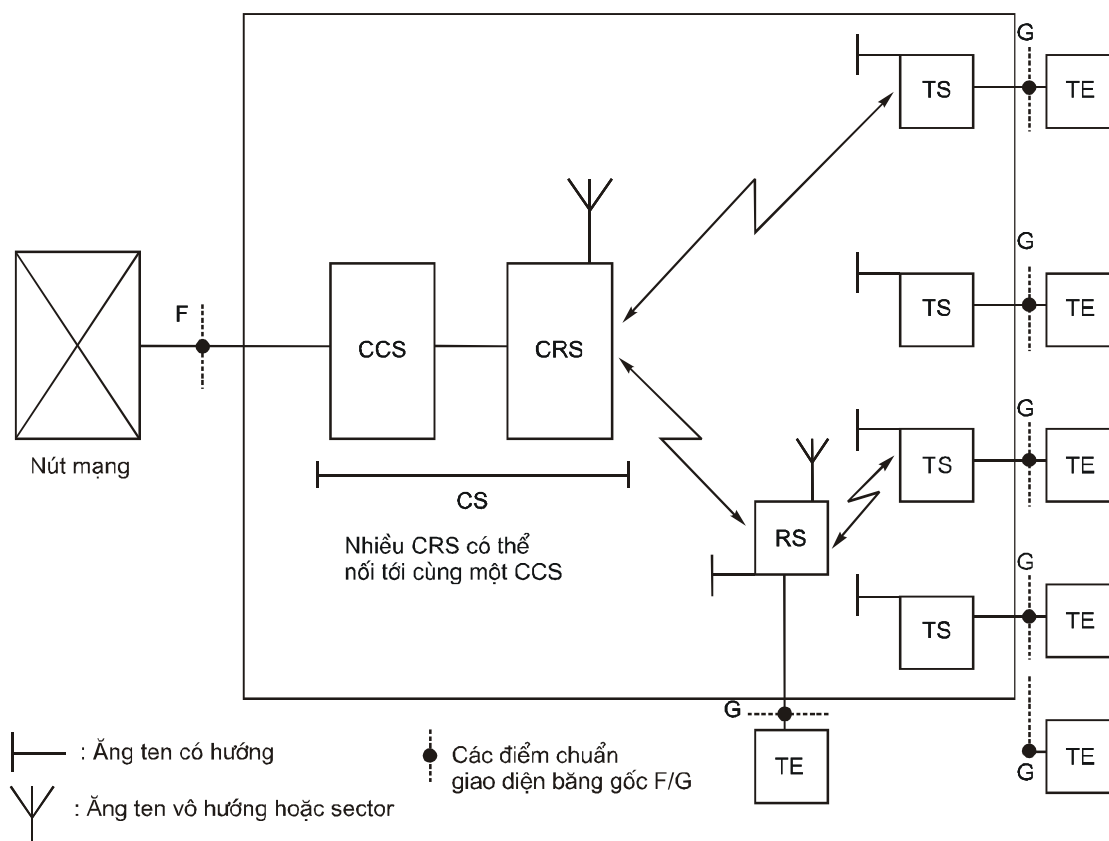 G
TS
TE
G
TS
TE
F
CCS
CRS
Nút mạng
G
TS
TE
CS
Nhiều CRS có thể
nối tới cùng một CCS
RS
G
TS
TE
G
TE
G
TE
: Ăng ten có hướng
: Ăng ten vô hướng hoặc sector
Các điểm chuẩn
giao diện băng gốc F/G